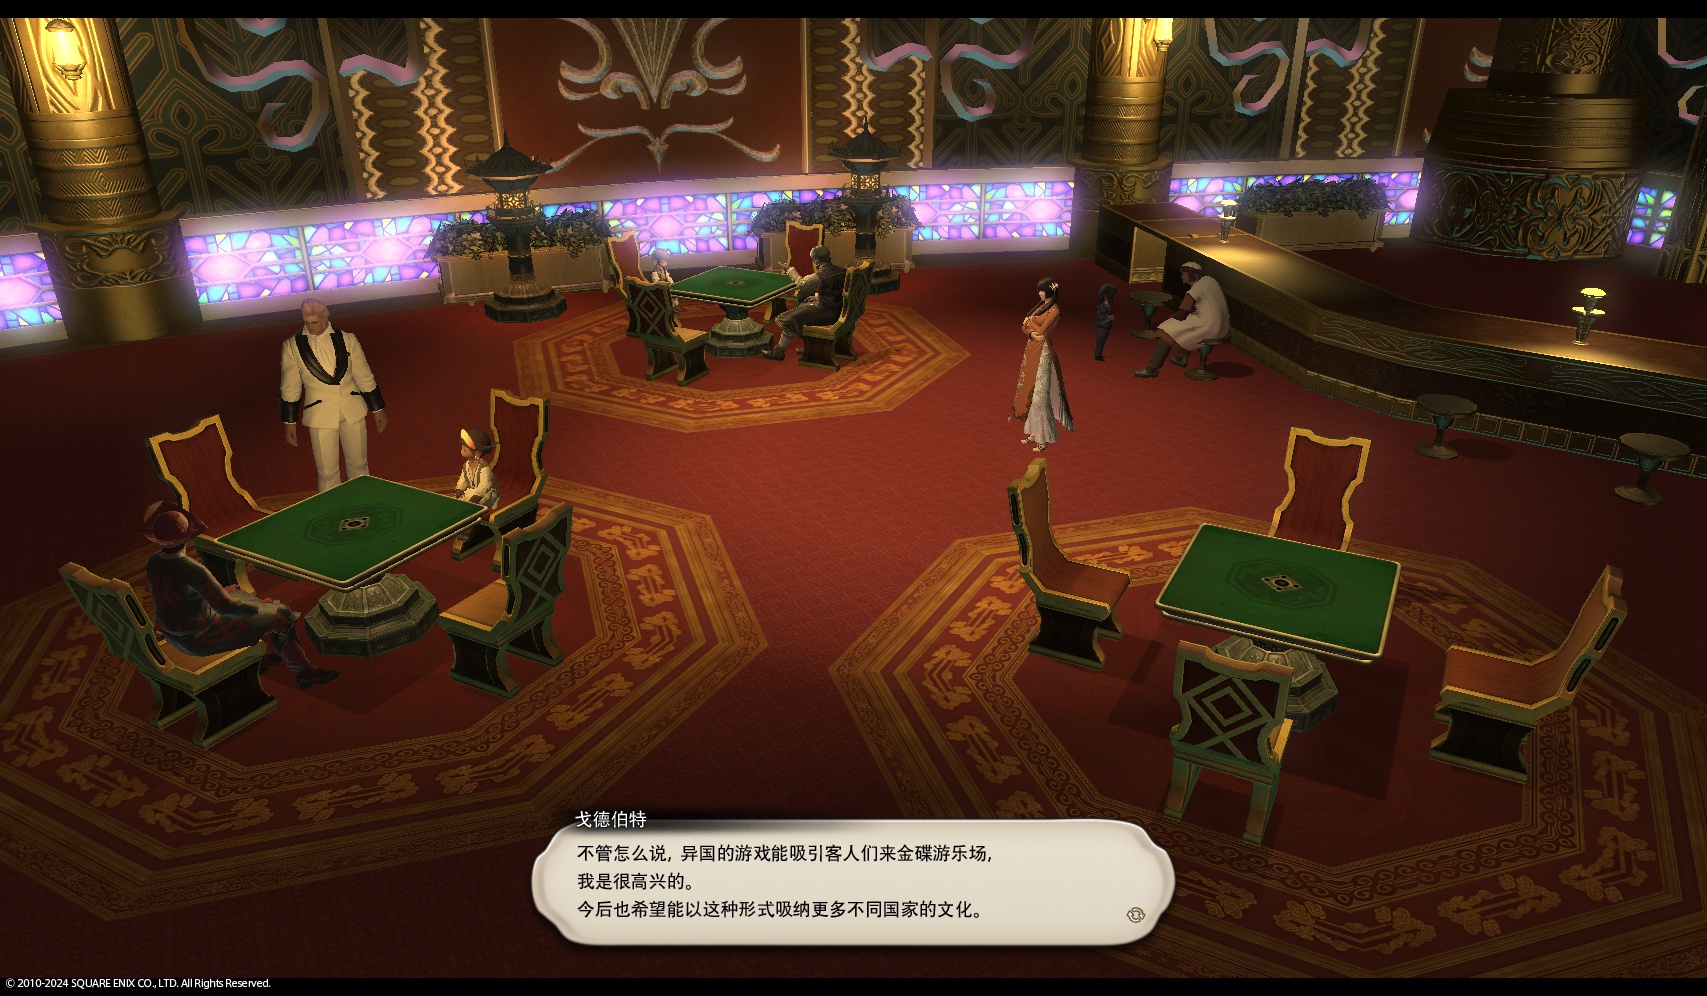 戈德伯特
不管怎么说，异国的游戏能吸引客人们来金碟游乐场，
我是很高兴的。
今后也希望能以这种形式吸纳更多不同国家的文化。
© 2010-2024 SQUARE ENIX CO., LTD. All Rights Reserved.